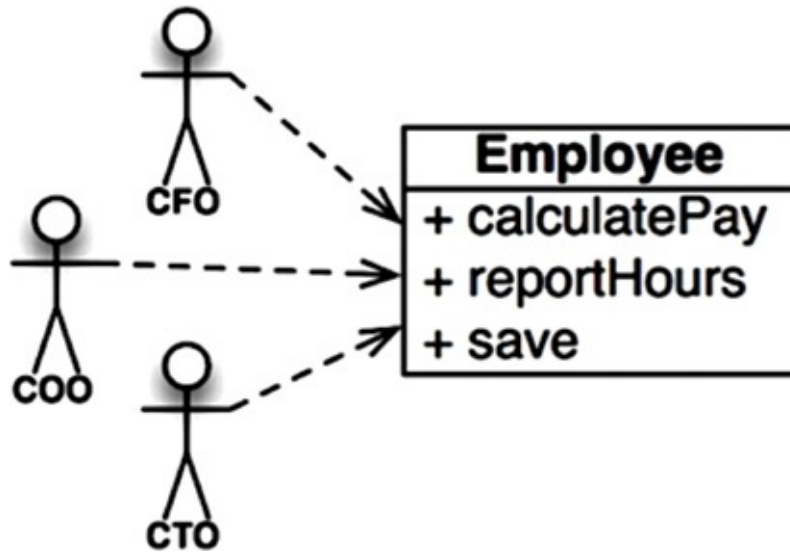 CFO
COO
CTO
Employee
+ calculatePay
+ reportHours
+ save